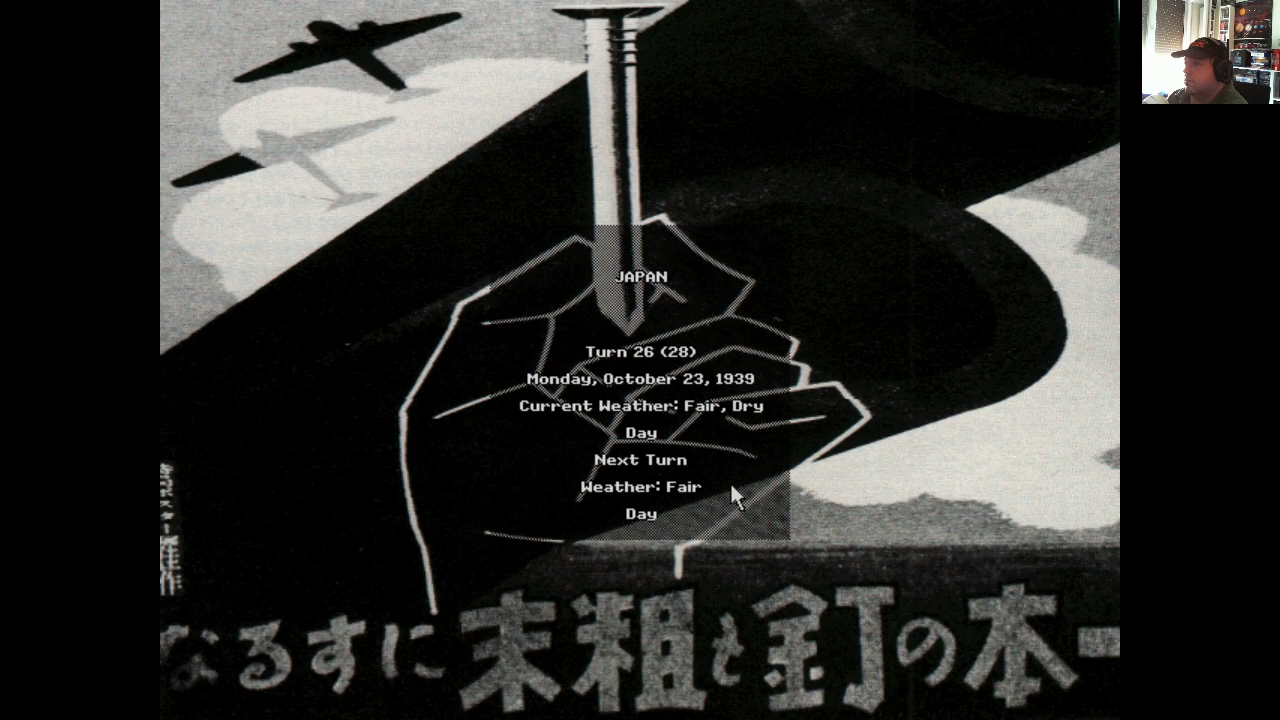 JAPAN
Turn 26 (28)
Monday, October 23, 1939
Current Weather: Fair, Dry
Day
Next Turn
Weather: Fair
Day
なるすに末粗も釘の本一